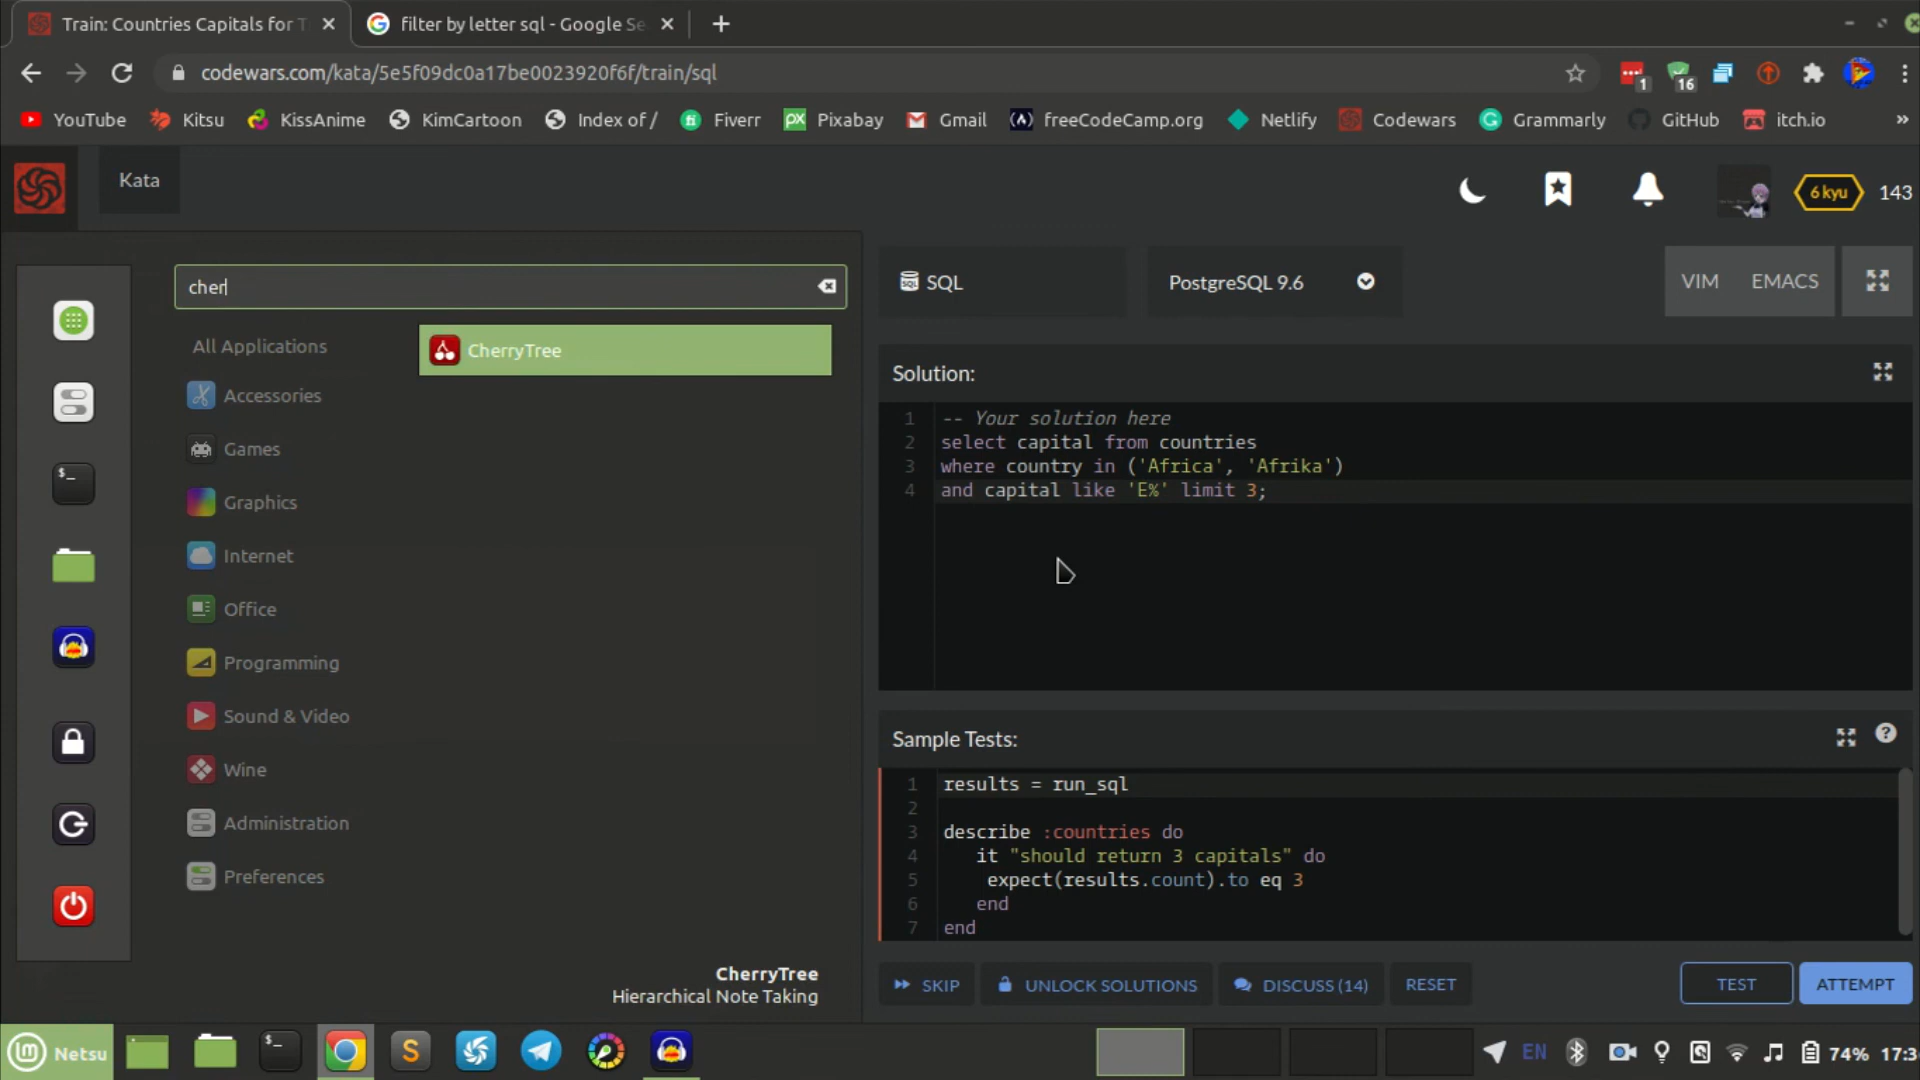 Train: Countries Capitals for T
filter by letter sql - Google Se
codewars.com/kata/5e5f09dc0a17be0023920f6f/train/sql
1
16
YouTube
Kitsu
KissAnime
KimCartoon
Index of /
Fiverr
Pixabay
Gmail
freeCodeCamp.org
Netlify
Codewars
Grammarly
GitHub
itch.io
»
Kata
6 kyu
143
cher
All Applications
CherryTree
Accessories
Games
Graphics
Internet
Office
Programming
Sound & Video
Wine
Administration
Preferences
CherryTree
Hierarchical Note Taking
SQL
PostgreSQL 9.6
VIM
EMACS
Solution:
1 -- Your solution here
2 select capital from countries
3 where country in ('Africa', 'Afrika')
4 and capital like 'E%' limit 3;
Sample Tests:
1 results = run_sql
2
3 describe :countries do
4 it "should return 3 capitals" do
5 expect(results.count).to eq 3
6 end
7 end
SKIP
UNLOCK SOLUTIONS
DISCUSS (14)
RESET
TEST
ATTEMPT
Netsu
EN
74%
17:3